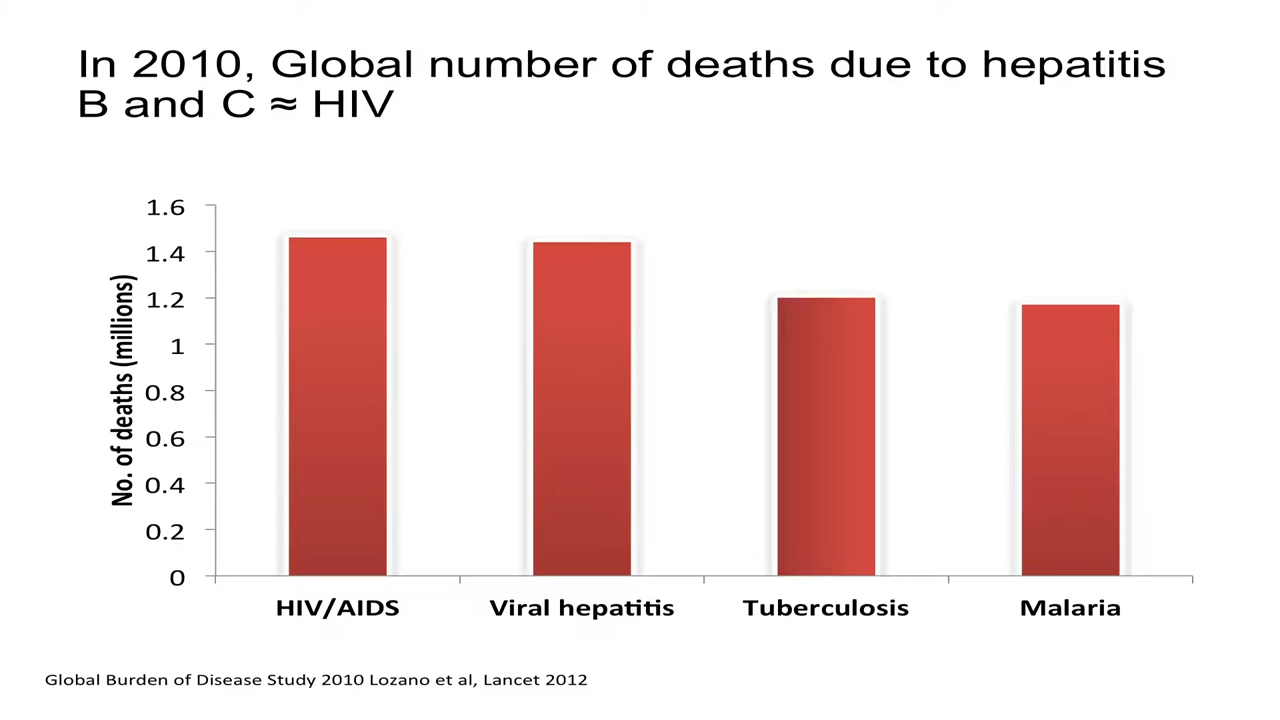 In 2010, Global number of deaths due to hepatitis
B and C ≈ HIV
1.6
1.4
1.2
1
0.8
0.6
0.4
0.2
0
No. of deaths (millions)
HIV/AIDS
Viral hepatitis
Tuberculosis
Malaria
Global Burden of Disease Study 2010 Lozano et al, Lancet 2012